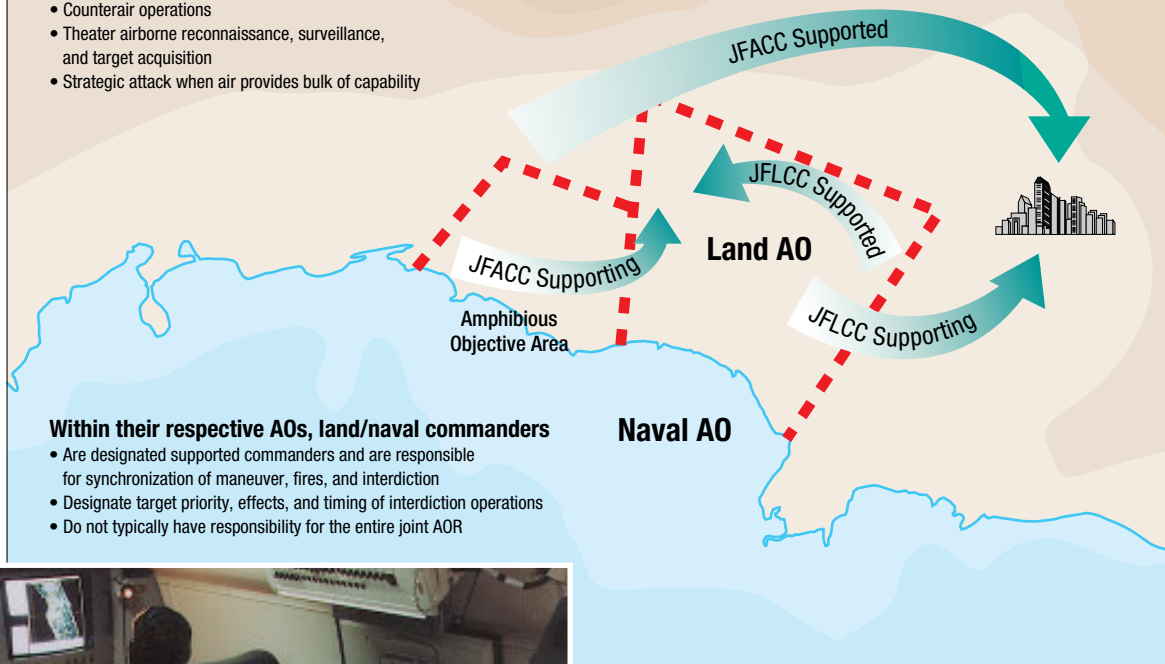 • Counterair operations
• Theater airborne reconnaissance, surveillance,
and target acquisition
• Strategic attack when air provides bulk of capability
JFACC Supported
JFLCC Supported
Land AO
JFACC Supporting
JFLCC Supporting
Amphibious
Objective Area
Naval AO
Within their respective AOs, land/naval commanders
• Are designated supported commanders and are responsible
for synchronization of maneuver, fires, and interdiction
• Designate target priority, effects, and timing of interdiction operations
• Do not typically have responsibility for the entire joint AOR